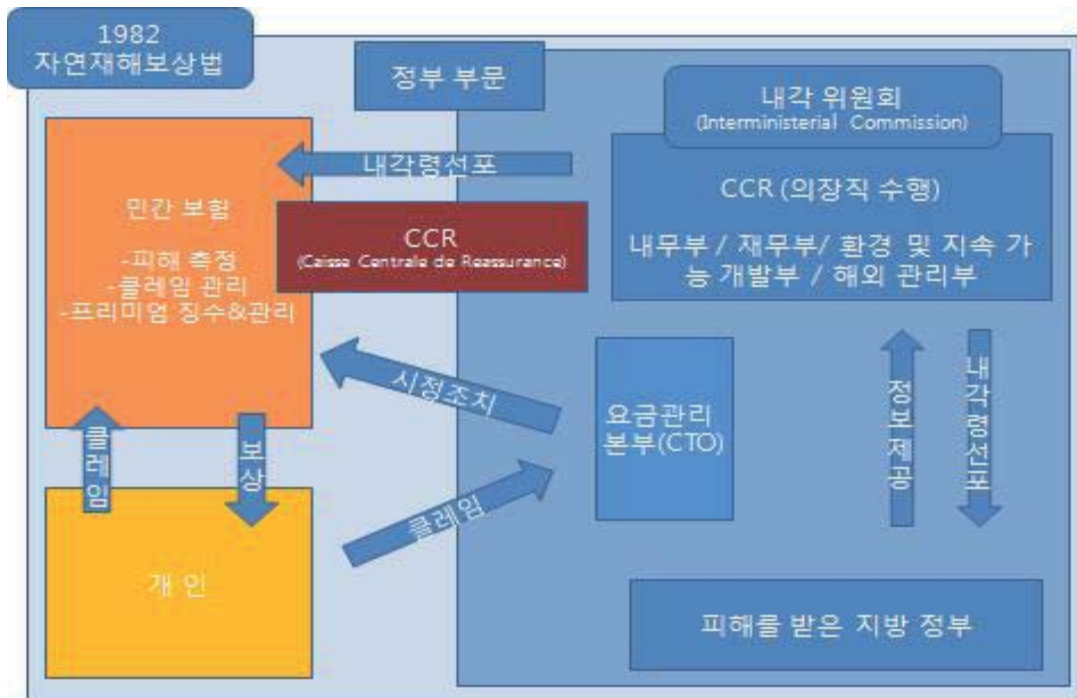 1982
자연재해보상법
정부 부문
내각 위원회
(Interministerial Commission)
내각령선포
민간 보험
-피해 측정
-클레임 관리
-프리미엄 징수&관리
CCR
(Caisse Centrale de Reassurance)
CCR (의장직 수행)
내무부 / 재무부/ 환경 및 지속 가
능 개발부 / 해외 관리부
시정조치
요금관리
본부(CTO)
정보제공
내각령선포
클레임
보상
클레임
개 인
피해를 받은 지방 정부